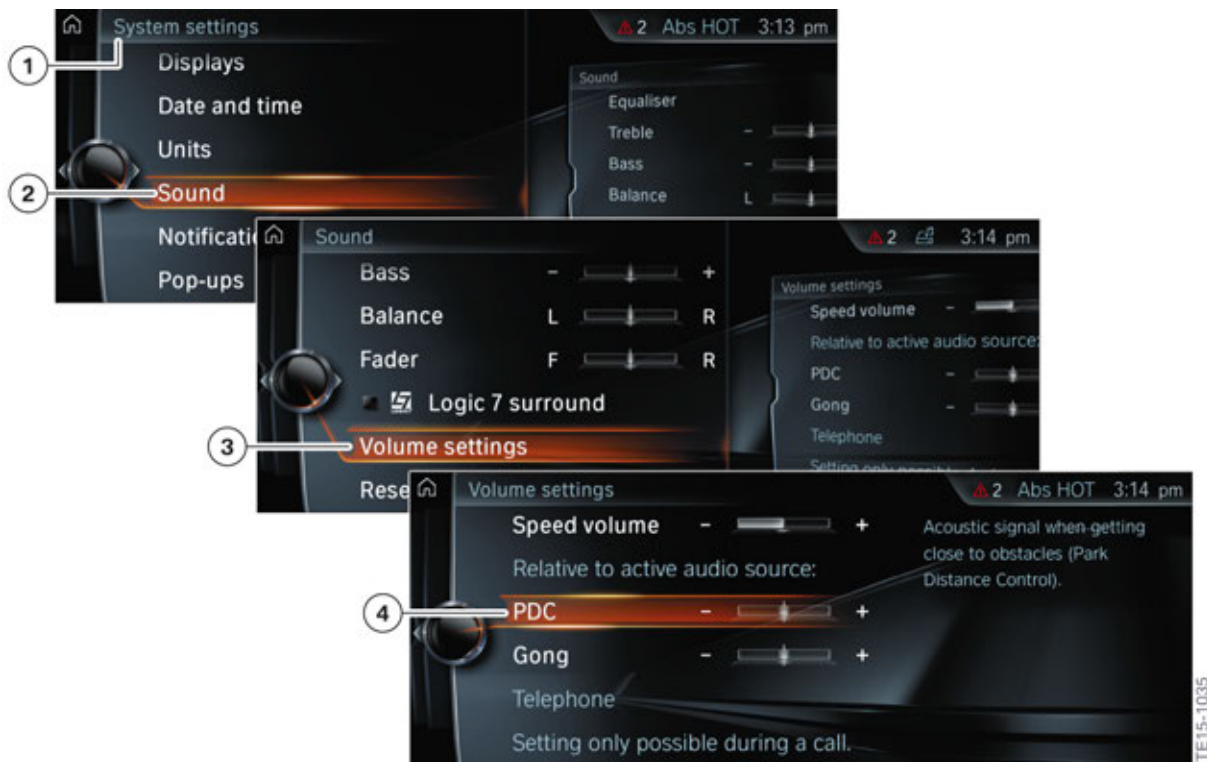 System settings
2 Abs HOT 3:13 pm
1
Displays
Date and time
Units
2
Sound
Notificati
Pop-ups
Sound
Equaliser
Treble -
Bass -
Balance L
Sound
2 3:14 pm
Bass - +
Balance L R
Fader F R
Logic 7 surround
3
Volume settings
Rese
Volume settings
Speed volume -
Relative to active audio source:
PDC -
Gong -
Telephone
Setting only possible
Volume settings
2 Abs HOT 3:14 pm
Speed volume - +
Relative to active audio source:
4
PDC - +
Gong - +
Telephone
Setting only possible during a call.
Acoustic signal when getting
close to obstacles (Park
Distance Control).
TE15-1035